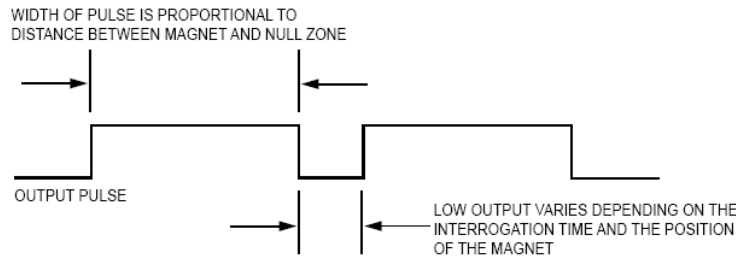 WIDTH OF PULSE IS PROPORTIONAL TO
DISTANCE BETWEEN MAGNET AND NULL ZONE
OUTPUT PULSE
LOW OUTPUT VARIES DEPENDING ON THE
INTERROGATION TIME AND THE POSITION
OF THE MAGNET